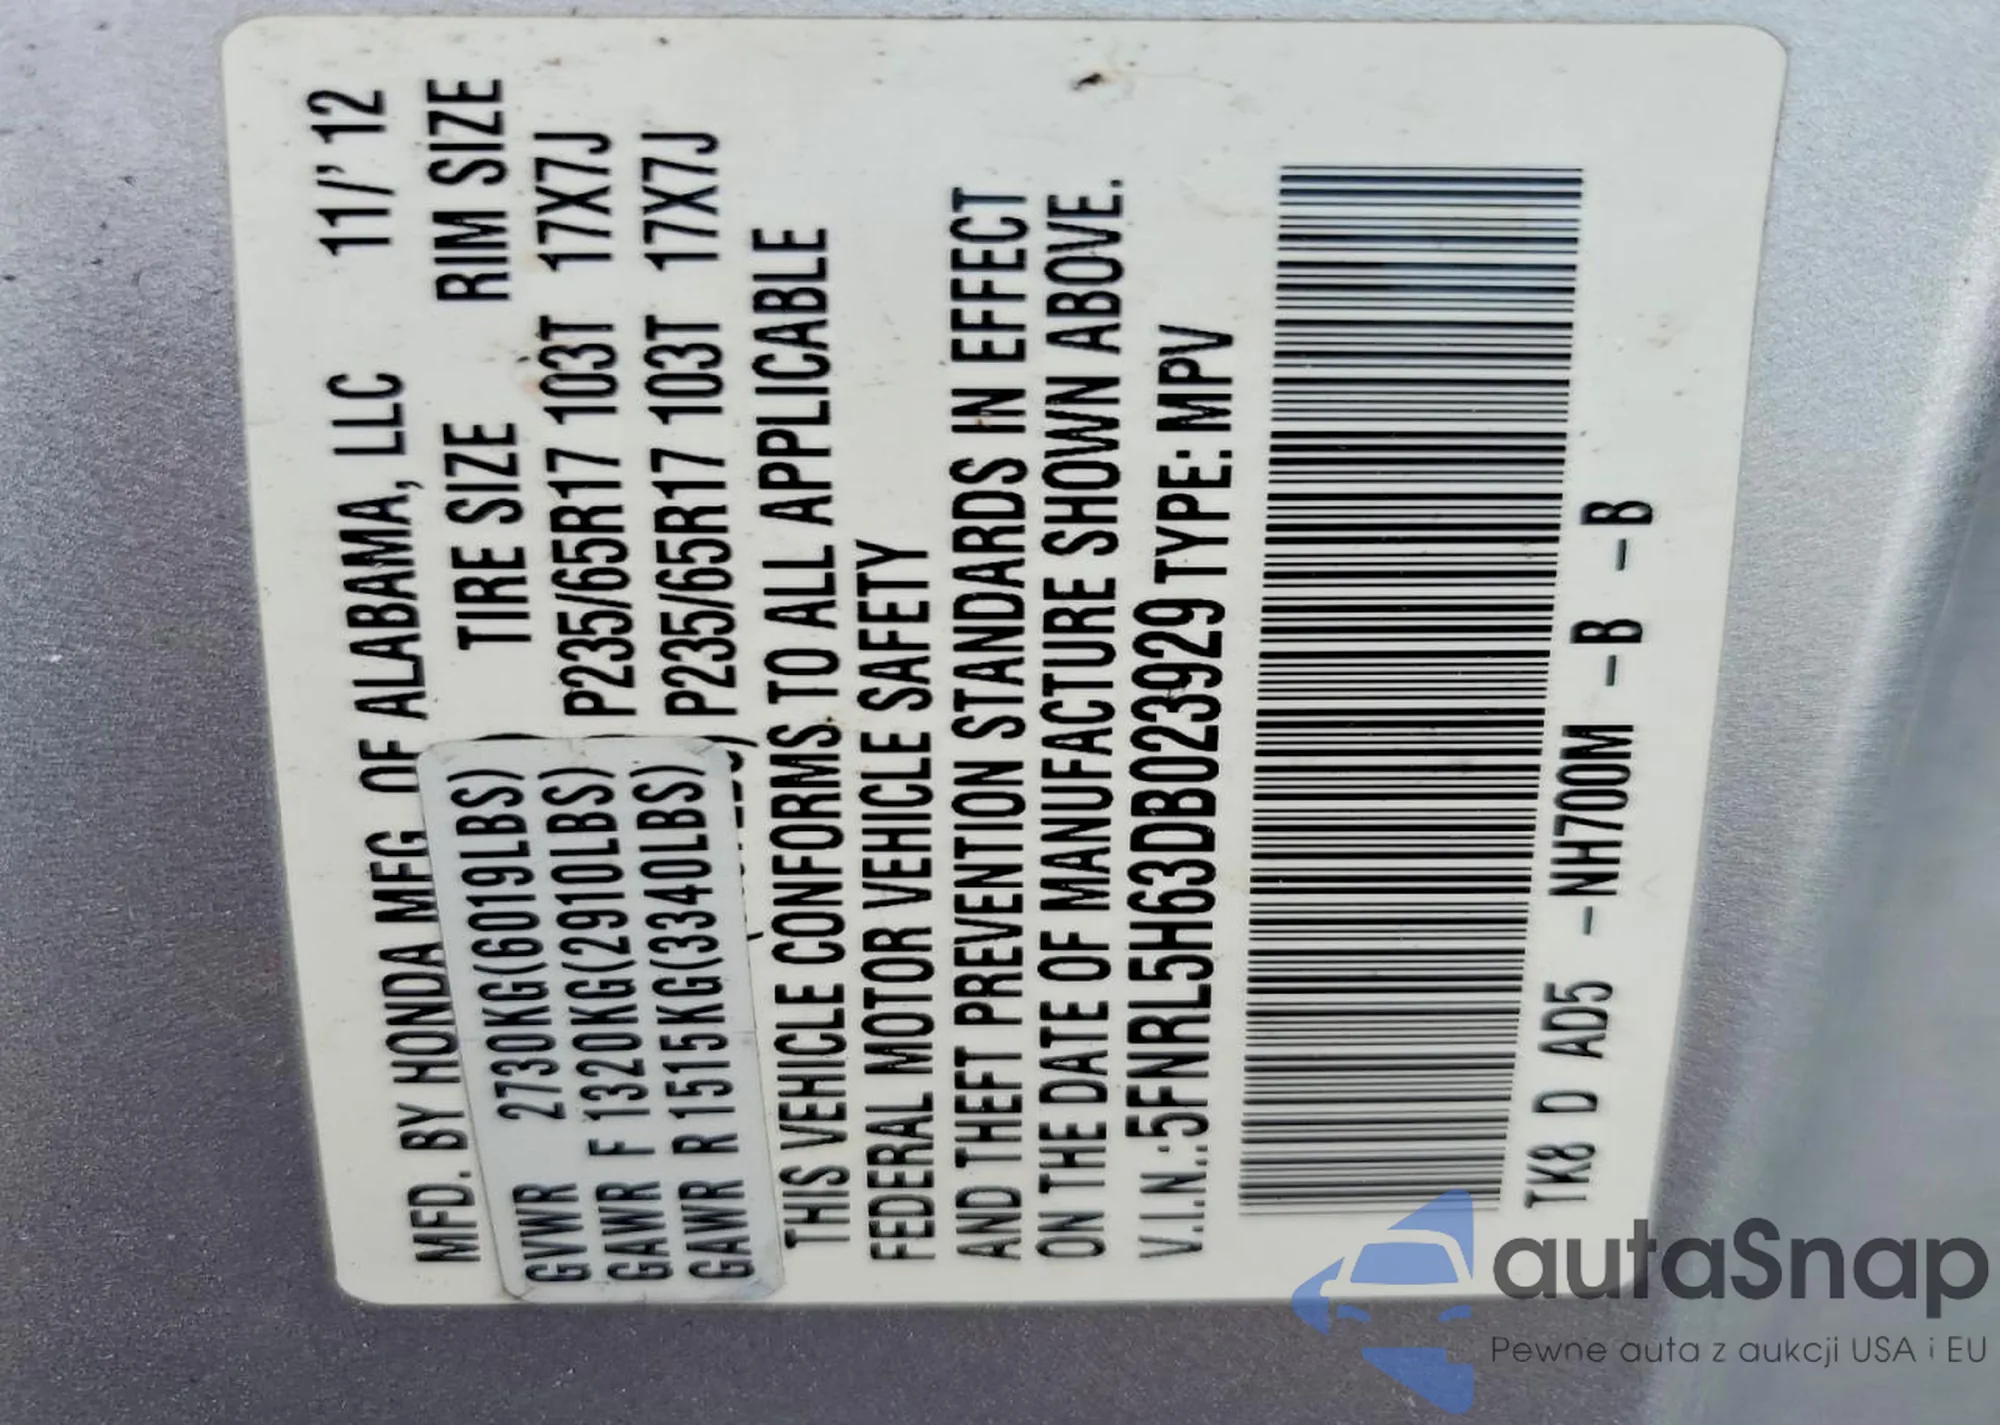 MFD. BY HONDA MFG. OF ALABAMA, LLC 11/'12
TIRE SIZE RIM SIZE
GVWR 2730KG(6019LBS)
GAWR F 1320KG(2910LBS) P235/65R17 103T 17X7J
GAWR R 1515KG(3340LBS) P235/65R17 103T 17X7J
THIS VEHICLE CONFORMS TO ALL APPLICABLE
FEDERAL MOTOR VEHICLE SAFETY
AND THEFT PREVENTION STANDARDS IN EFFECT
ON THE DATE OF MANUFACTURE SHOWN ABOVE.
V.I.N.:5FNRL5H63DB023929 TYPE: MPV
TK8 D AD5 -NH700M -B -B
autaSnap
Pewne auta z aukcji USA i EU